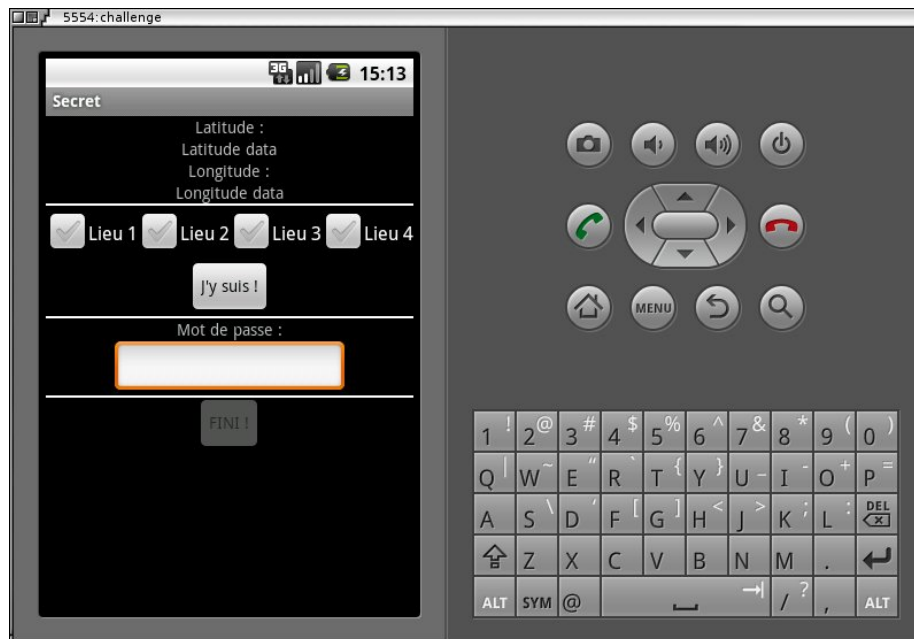 5554:challenge
3G 15:13
Secret
Latitude :
Latitude data
Longitude :
Longitude data
Lieu 1 Lieu 2 Lieu 3 Lieu 4
J'y suis !
Mot de passe :
FINI !
MENU
1 ! 2 @ 3 # 4 $ 5 % 6 ^ 7 & 8 * 9 ( 0 )
Q | W ~ E " R ` T { Y } U _ I - O + P =
A S \ D ' F [ G ] H < J > K ; L : DEL
Z X C V B N M .
ALT SYM @ / ? , ALT